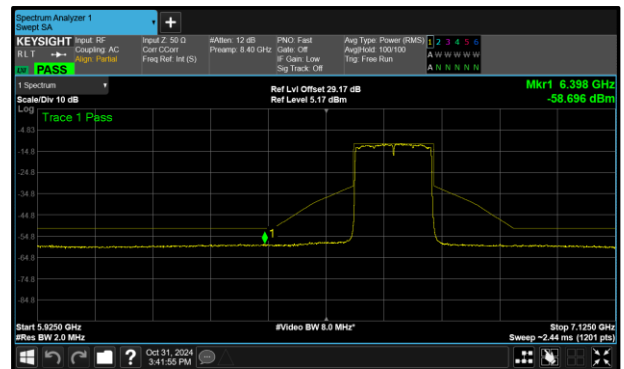 Spectrum Analyzer 1
Swept SA
KEYSIGHT
RLT
PASS
Input: RF
Coupling: AC
Align: Partial
Input Z: 50 Ω
Corr CCorr
Freq Ref: Int (S)
#Atten: 12 dB
Preamp: 8.40 GHz
PNO: Fast
Gate: Off
IF Gain: Low
Sig Track: Off
Avg Type: Power (RMS)
Avg|Hold: 100/100
Trig: Free Run
1 2 3 4 5 6
A W W W W W
A N N N N N
1 Spectrum
Scale/Div 10 dB
Log
Ref Lvl Offset 29.17 dB
Ref Level 5.17 dBm
Mkr1 6.398 GHz
-58.696 dBm
Trace 1 Pass
-4.83
-14.8
-24.8
-34.8
-44.8
-54.8
-64.8
-74.8
-84.8
1
Start 5.9250 GHz
#Res BW 2.0 MHz
#Video BW 8.0 MHz*
Stop 7.1250 GHz
Sweep ~2.44 ms (1201 pts)
?
Oct 31, 2024
3:41:55 PM